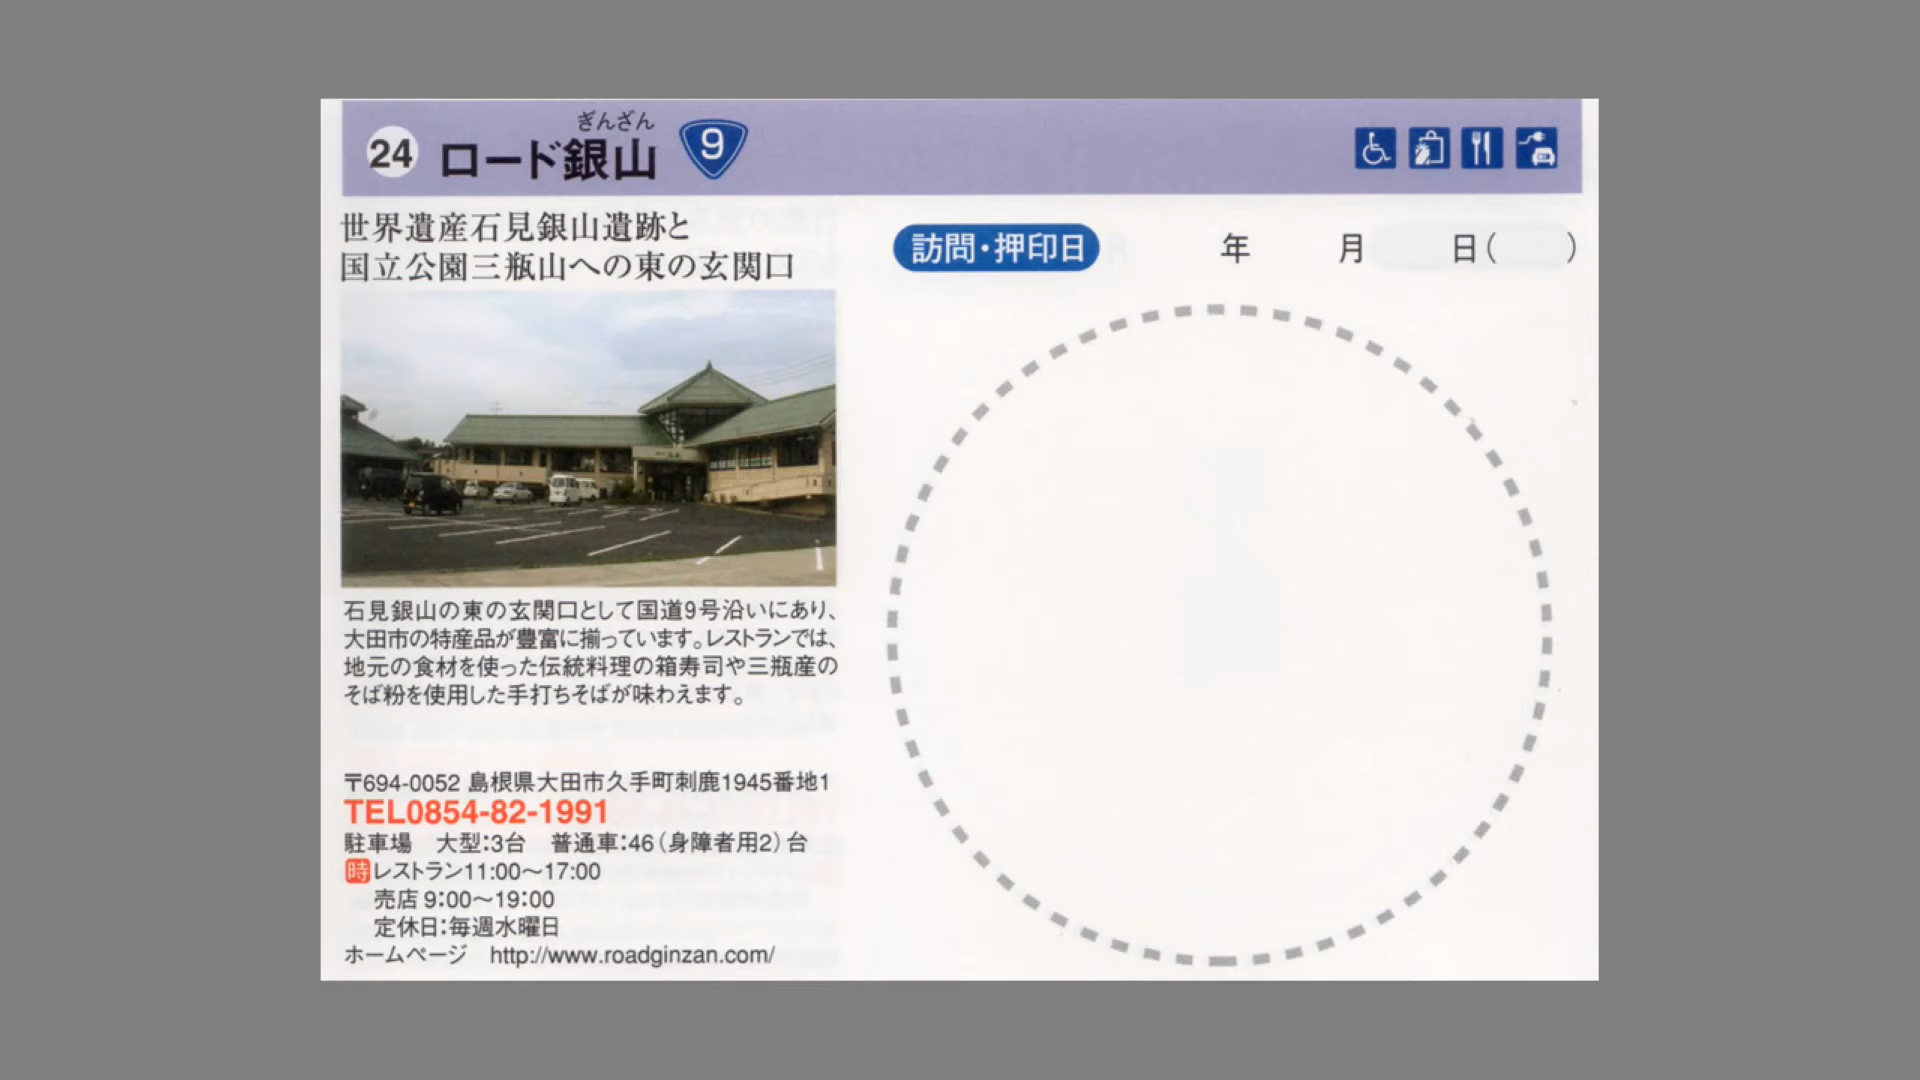 24 ロード銀山 9
ぎんざん
世界遺産石見銀山遺跡と
国立公園三瓶山への東の玄関口
訪問・押印日 年 月 日( )
石見銀山の東の玄関口として国道9号沿いにあり、
大田市の特産品が豊富に揃っています。レストランでは、
地元の食材を使った伝統料理の箱寿司や三瓶産の
そば粉を使用した手打ちそばが味わえます。
〒694-0052 島根県大田市久手町刺鹿1945番地1
TEL0854-82-1991
駐車場 大型:3台 普通車:46(身障者用2)台
時 レストラン11:00〜17:00
売店 9:00〜19:00
定休日:毎週水曜日
ホームページ http://www.roadginzan.com/